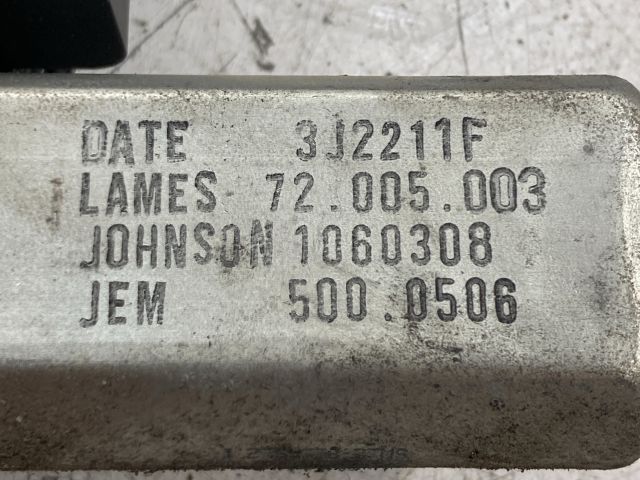 DATE 3J2211F
LAMES 72.005.003
JOHNSON 1060308
JEM 500.0506